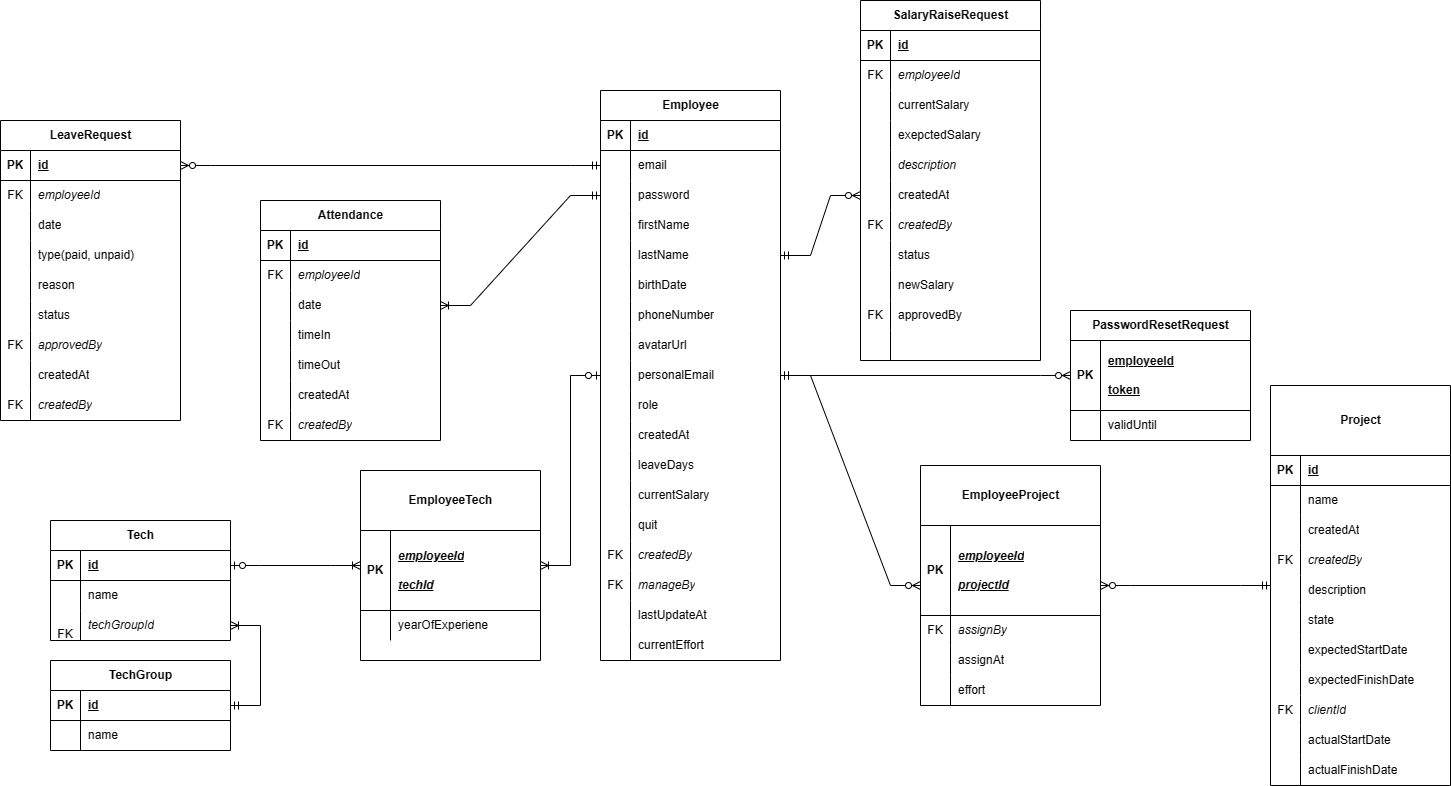 SalaryRaiseRequest
PK id
FK employeeId
currentSalary
exepctedSalary
description
createdAt
FK createdBy
status
newSalary
FK approvedBy
Employee
PK id
email
password
firstName
lastName
birthDate
phoneNumber
avatarUrl
personalEmail
role
createdAt
leaveDays
currentSalary
quit
FK createdBy
FK manageBy
lastUpdateAt
currentEffort
LeaveRequest
PK id
FK employeeId
date
type(paid, unpaid)
reason
status
FK approvedBy
createdAt
FK createdBy
Attendance
PK id
FK employeeId
date
timeIn
timeOut
createdAt
FK createdBy
PasswordResetRequest
employeeId
PK
token
validUntil
Project
PK id
name
createdAt
FK createdBy
description
state
expectedStartDate
expectedFinishDate
FK clientId
actualStartDate
actualFinishDate
EmployeeProject
employeeId
PK
projectId
FK assignBy
assignAt
effort
EmployeeTech
employeeId
PK
techId
yearOfExperiene
Tech
PK id
name
FK techGroupId
TechGroup
PK id
name